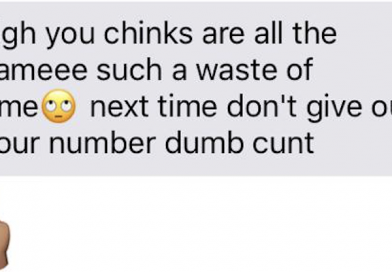 gh you chinks are all the
ameee such a waste of
me🙄 next time don't give ou
our number dumb cunt